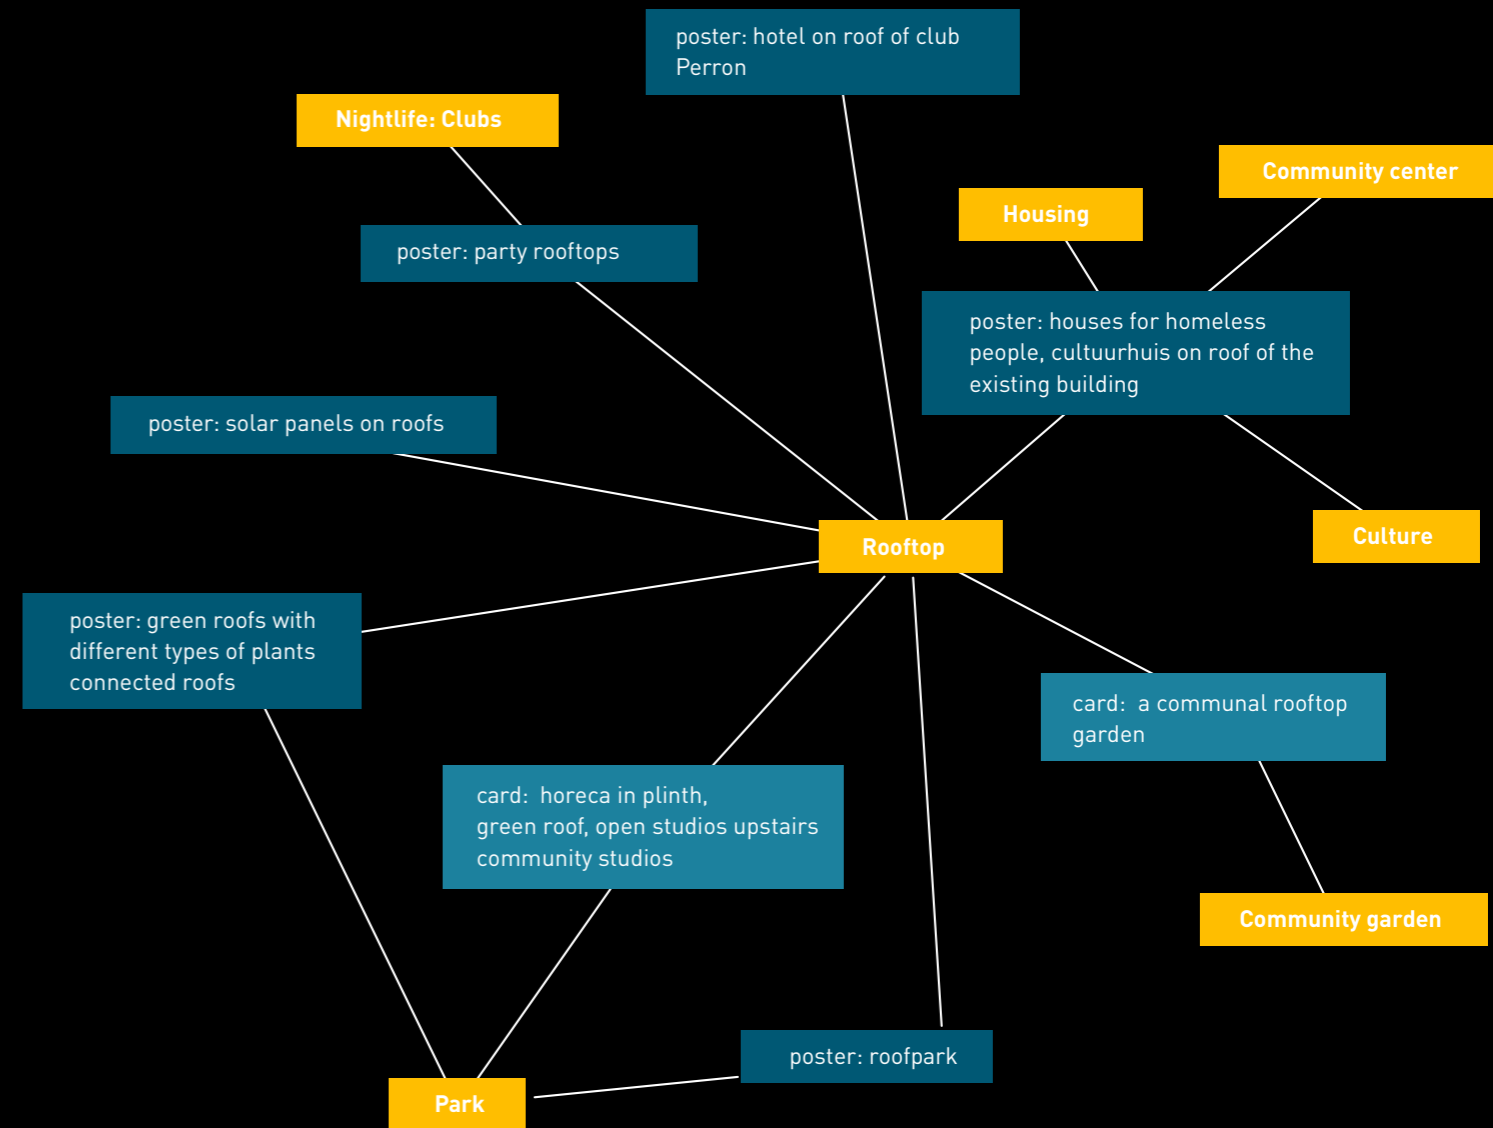 poster: hotel on roof of club
Perron
Nightlife: Clubs
Community center
Housing
poster: party rooftops
poster: houses for homeless
people, cultuurhuis on roof of the
existing building
poster: solar panels on roofs
Rooftop
Culture
poster: green roofs with
different types of plants
connected roofs
card:  a communal rooftop
garden
card:  horeca in plinth,
green roof, open studios upstairs
community studios
Community garden
poster: roofpark
Park